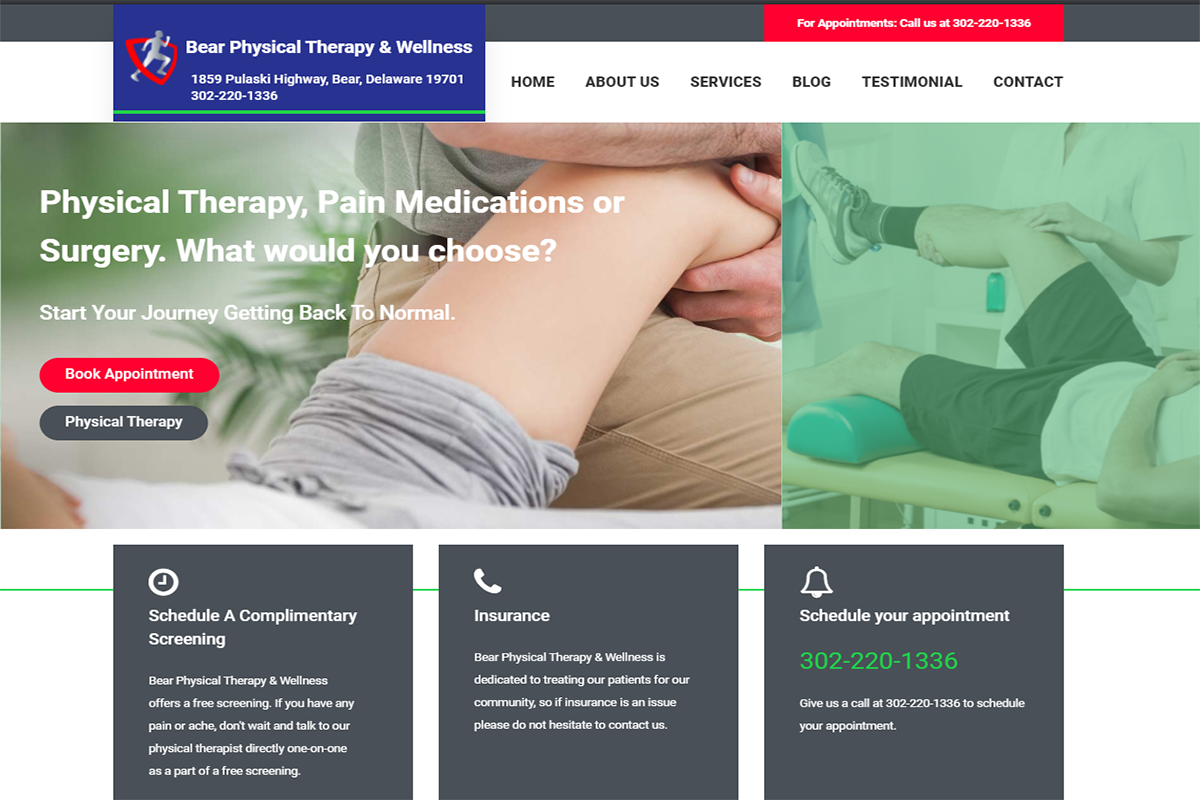 For Appointments: Call us at 302-220-1336
Bear Physical Therapy & Wellness
1859 Pulaski Highway, Bear, Delaware 19701
302-220-1336
HOME ABOUT US SERVICES BLOG TESTIMONIAL CONTACT
Physical Therapy, Pain Medications or
Surgery. What would you choose?
Start Your Journey Getting Back To Normal.
Book Appointment
Physical Therapy
Schedule A Complimentary
Screening
Bear Physical Therapy & Wellness
offers a free screening. If you have any
pain or ache, don't wait and talk to our
physical therapist directly one-on-one
as a part of a free screening.
Insurance
Bear Physical Therapy & Wellness is
dedicated to treating our patients for our
community, so if insurance is an issue
please do not hesitate to contact us.
Schedule your appointment
302-220-1336
Give us a call at 302-220-1336 to schedule
your appointment.